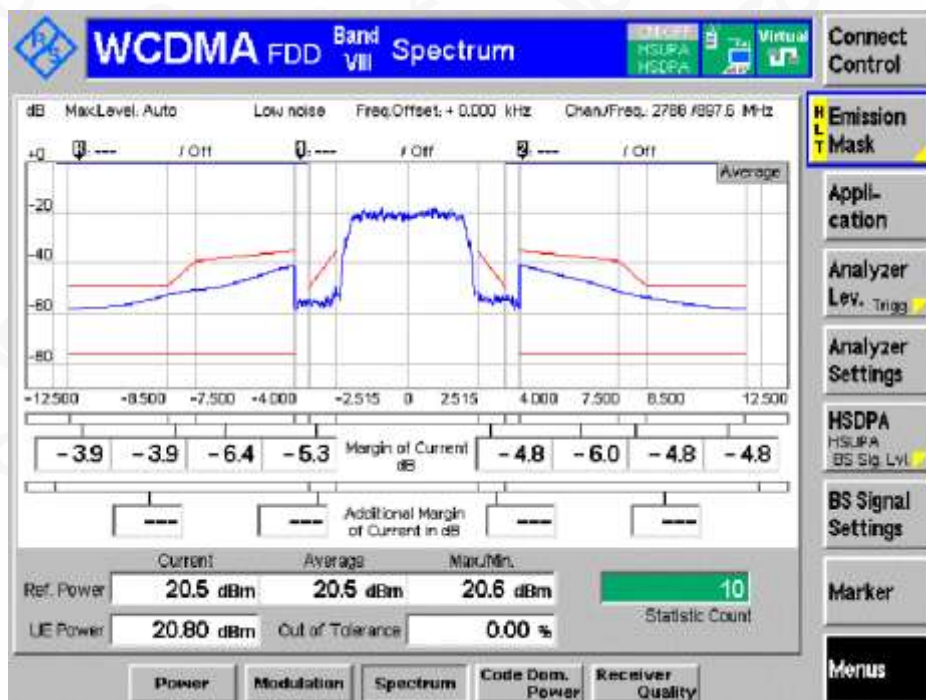 R S
WCDMA FDD Band VIII Spectrum
HSUPA
HSDPA
Virtual
Connect Control
dB Max.Level: Auto Low noise Freq.Offset: + 0.000 kHz Chan./Freq.: 2788 /897.6 MHz
HLT Emission Mask
+0 --- / Off 1: --- / Off 2 --- / Off
Average
-20
-40
-60
-80
Appli-cation
Analyzer Lev. Trigg
Analyzer Settings
-12.500 -8.500 -7.500 -4.000 -2.515 0 2.515 4.000 7.500 8.500 12.500
- 3.9 - 3.9 - 6.4 - 5.3 Margin of Current dB - 4.8 - 6.0 - 4.8 - 4.8
HSDPA
HSUPA
BS Sig. Lvl.
--- --- Additional Margin of Current in dB --- ---
BS Signal Settings
Current Average Max./Min.
Ref. Power 20.5 dBm 20.5 dBm 20.6 dBm
10
Statistic Count
UE Power 20.80 dBm Out of Tolerance 0.00 %
Marker
Menus
Power Modulation Spectrum Code Dom. Power Receiver Quality